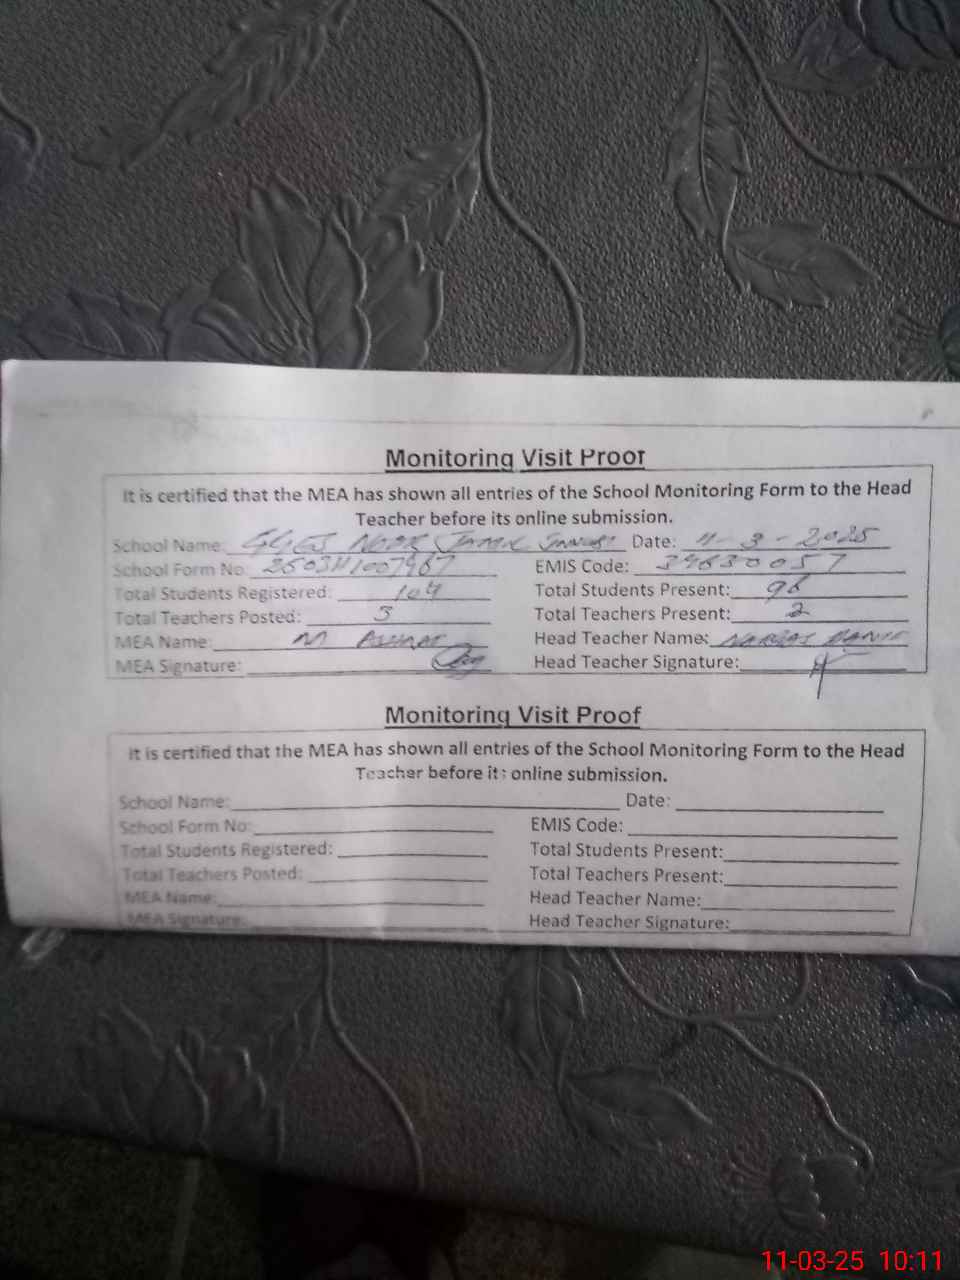 Monitoring Visit Proof
It is certified that the MEA has shown all entries of the School Monitoring Form to the Head
Teacher before its online submission.
School Name: GGES NOOR Date: 11-3-2025
School Form No: EMIS Code: 34630057
Total Students Registered: 104 Total Students Present: 96
Total Teachers Posted: 3 Total Teachers Present: 2
MEA Name: M ASHRAF Head Teacher Name:
MEA Signature: Head Teacher Signature:
Monitoring Visit Proof
It is certified that the MEA has shown all entries of the School Monitoring Form to the Head
Teacher before its online submission.
School Name: Date:
School Form No: EMIS Code:
Total Students Registered: Total Students Present:
Total Teachers Posted: Total Teachers Present:
MEA Name: Head Teacher Name:
MEA Signature: Head Teacher Signature:
11-03-25 10:11